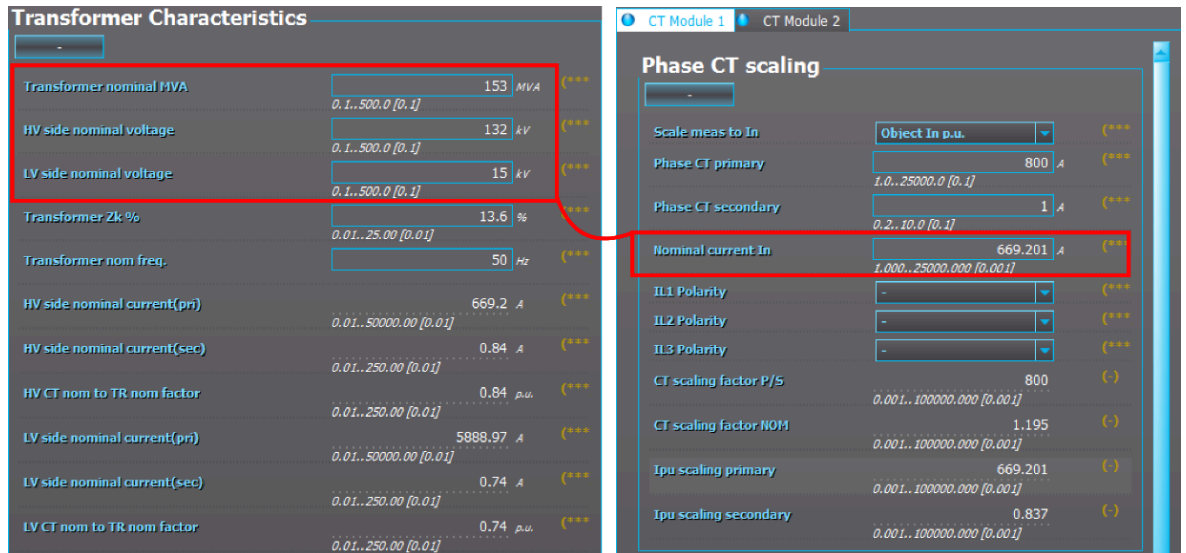 Transformer Characteristics
-
Transformer nominal MVA 153 MVA (***
0.1..500.0 [0.1]
HV side nominal voltage 132 kV (***
0.1..500.0 [0.1]
LV side nominal voltage 15 kV (***
0.1..500.0 [0.1]
Transformer Zk % 13.6 % (***
0.01..25.00 [0.01]
Transformer nom freq. 50 Hz (***
HV side nominal current(pri) 669.2 A (***
0.01..50000.00 [0.01]
HV side nominal current(sec) 0.84 A (***
0.01..250.00 [0.01]
HV CT nom to TR nom factor 0.84 p.u. (***
0.01..250.00 [0.01]
LV side nominal current(pri) 5888.97 A (***
0.01..50000.00 [0.01]
LV side nominal current(sec) 0.74 A (***
0.01..250.00 [0.01]
LV CT nom to TR nom factor 0.74 p.u. (***
0.01..250.00 [0.01]
CT Module 1 CT Module 2
Phase CT scaling
-
Scale meas to In Object In p.u. (***
Phase CT primary 800 A (***
1.0..25000.0 [0.1]
Phase CT secondary 1 A (***
0.2..10.0 [0.1]
Nominal current In 669.201 A (***
1.000..25000.000 [0.001]
IL1 Polarity - (***
IL2 Polarity - (***
IL3 Polarity - (***
CT scaling factor P/S 800 (-)
0.001..100000.000 [0.001]
CT scaling factor NOM 1.195 (-)
0.001..100000.000 [0.001]
Ipu scaling primary 669.201 (-)
0.001..100000.000 [0.001]
Ipu scaling secondary 0.837 (-)
0.001..100000.000 [0.001]